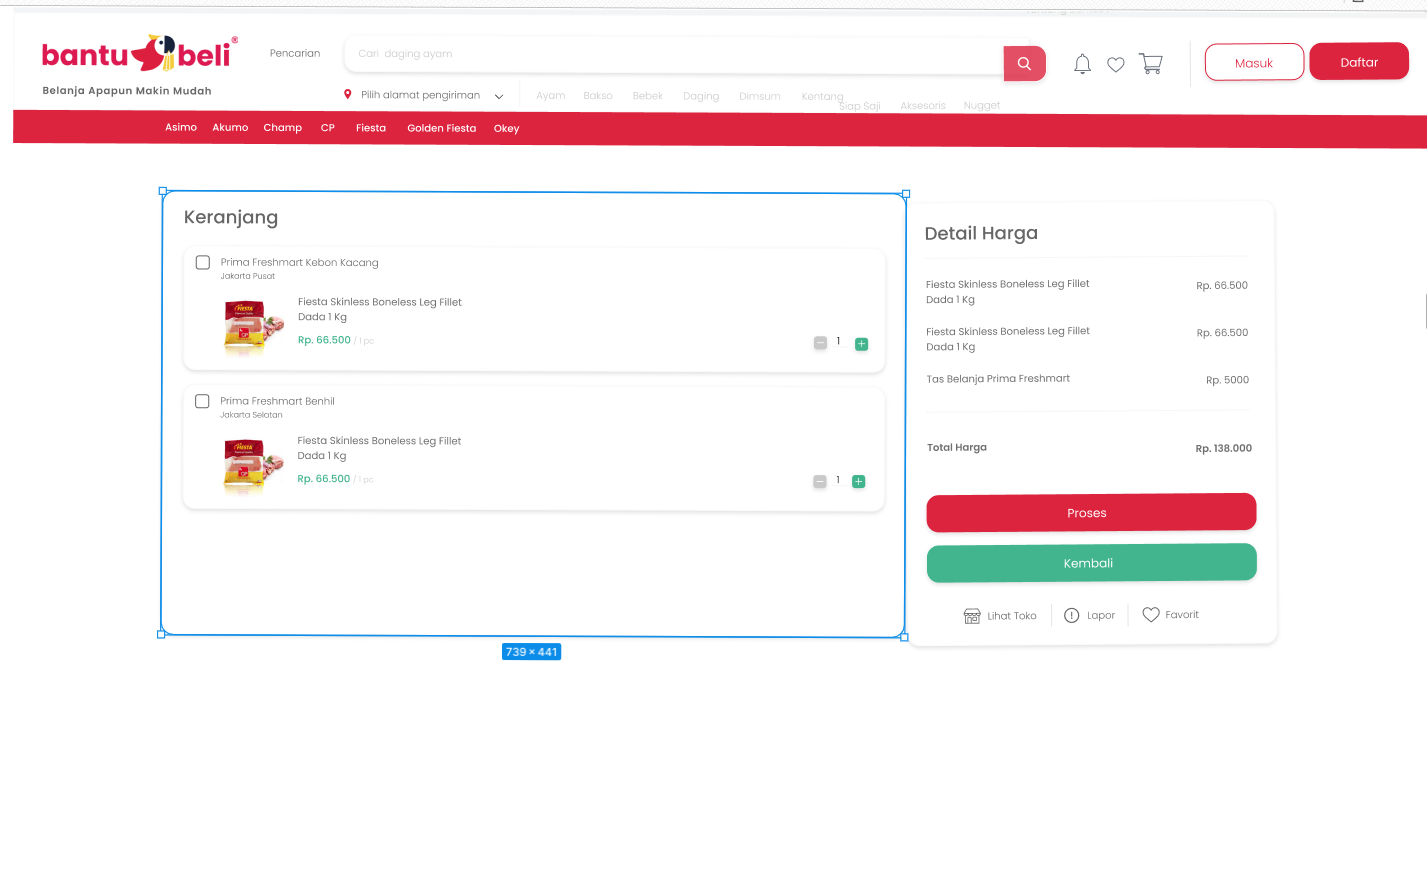 bantu beli®
Belanja Apapun Makin Mudah
Pencarian
Cari daging ayam
Masuk
Daftar
Pilih alamat pengiriman
Ayam Bakso Bebek Daging Dimsum Kentang Siap Saji Aksesoris Nugget
Asimo Akumo Champ CP Fiesta Golden Fiesta Okey
Keranjang
Prima Freshmart Kebon Kacang
Jakarta Pusat
Fiesta Skinless Boneless Leg Fillet
Dada 1 Kg
Rp. 66.500 / 1 pc
1
Prima Freshmart Benhil
Jakarta Selatan
Fiesta Skinless Boneless Leg Fillet
Dada 1 Kg
Rp. 66.500 / 1 pc
1
739 × 441
Detail Harga
Fiesta Skinless Boneless Leg Fillet
Dada 1 Kg
Rp. 66.500
Fiesta Skinless Boneless Leg Fillet
Dada 1 Kg
Rp. 66.500
Tas Belanja Prima Freshmart
Rp. 5000
Total Harga
Rp. 138.000
Proses
Kembali
Lihat Toko
Lapor
Favorit